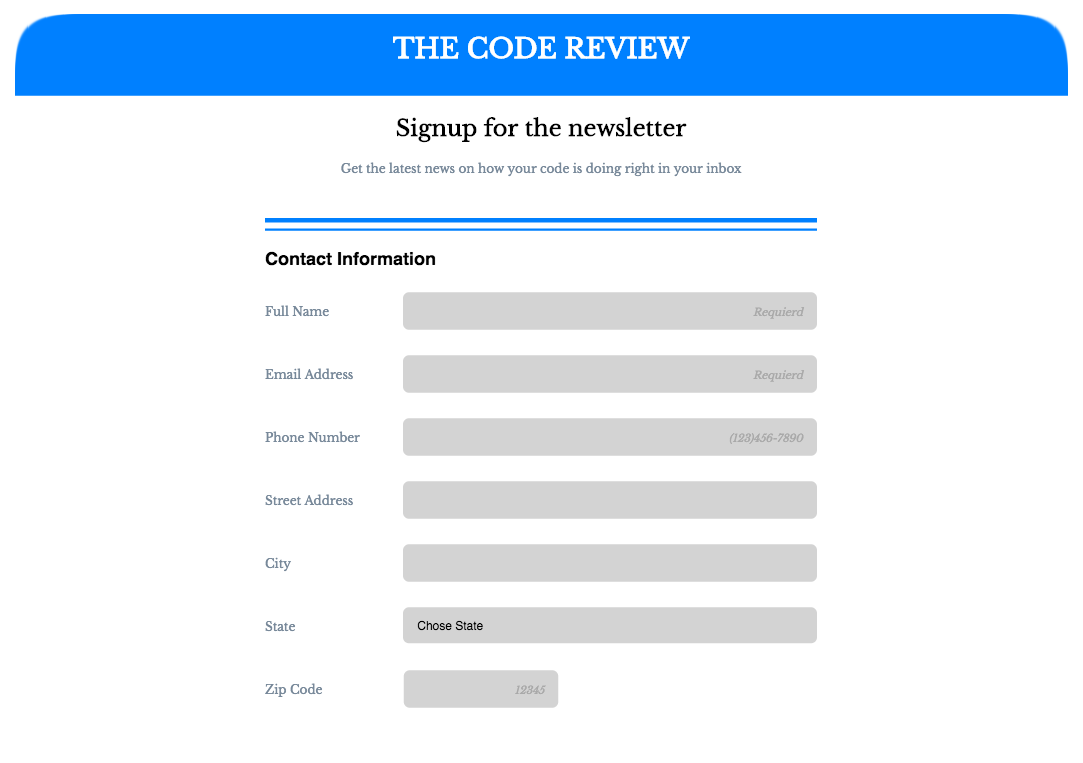 THE CODE REVIEW
Signup for the newsletter
Get the latest news on how your code is doing right in your inbox
Contact Information
Full Name Requierd
Email Address Requierd
Phone Number (123)456-7890
Street Address
City
State Chose State
Zip Code 12345